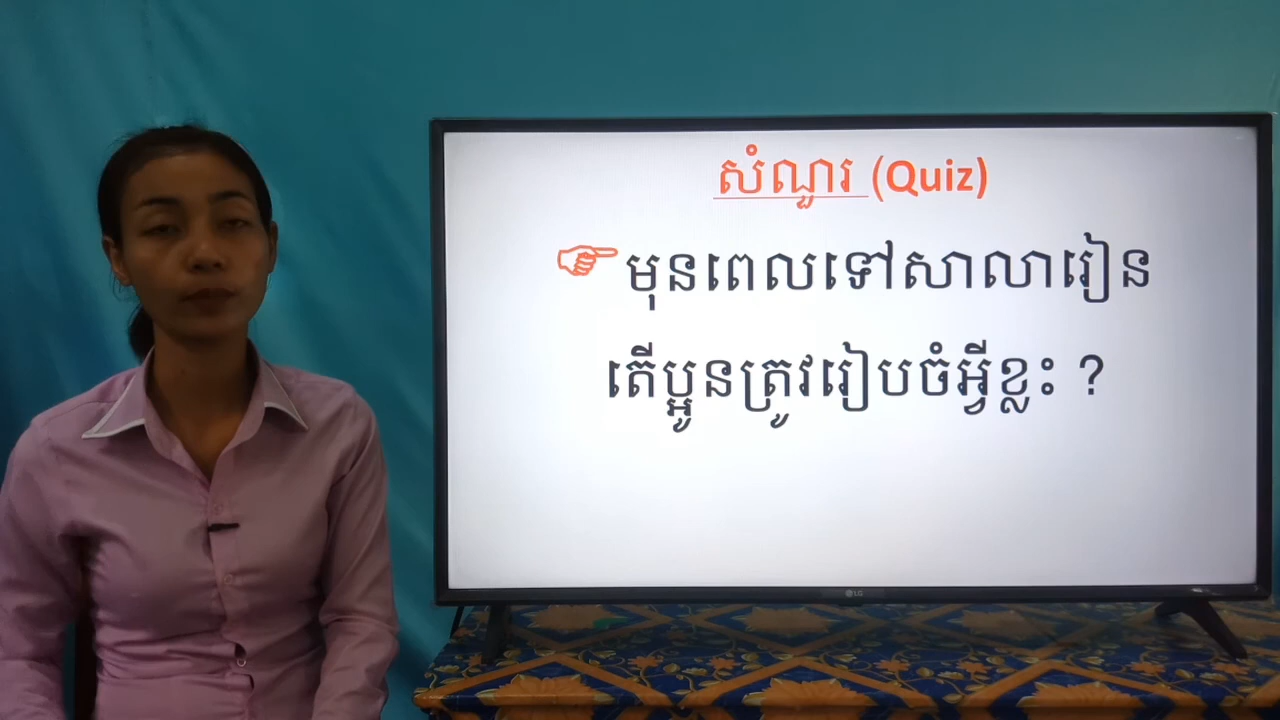 សំណួរ (Quiz)
មុនពេលទៅសាលារៀន
តើប្អូនត្រូវរៀបចំអ្វីខ្លះ ?
LG